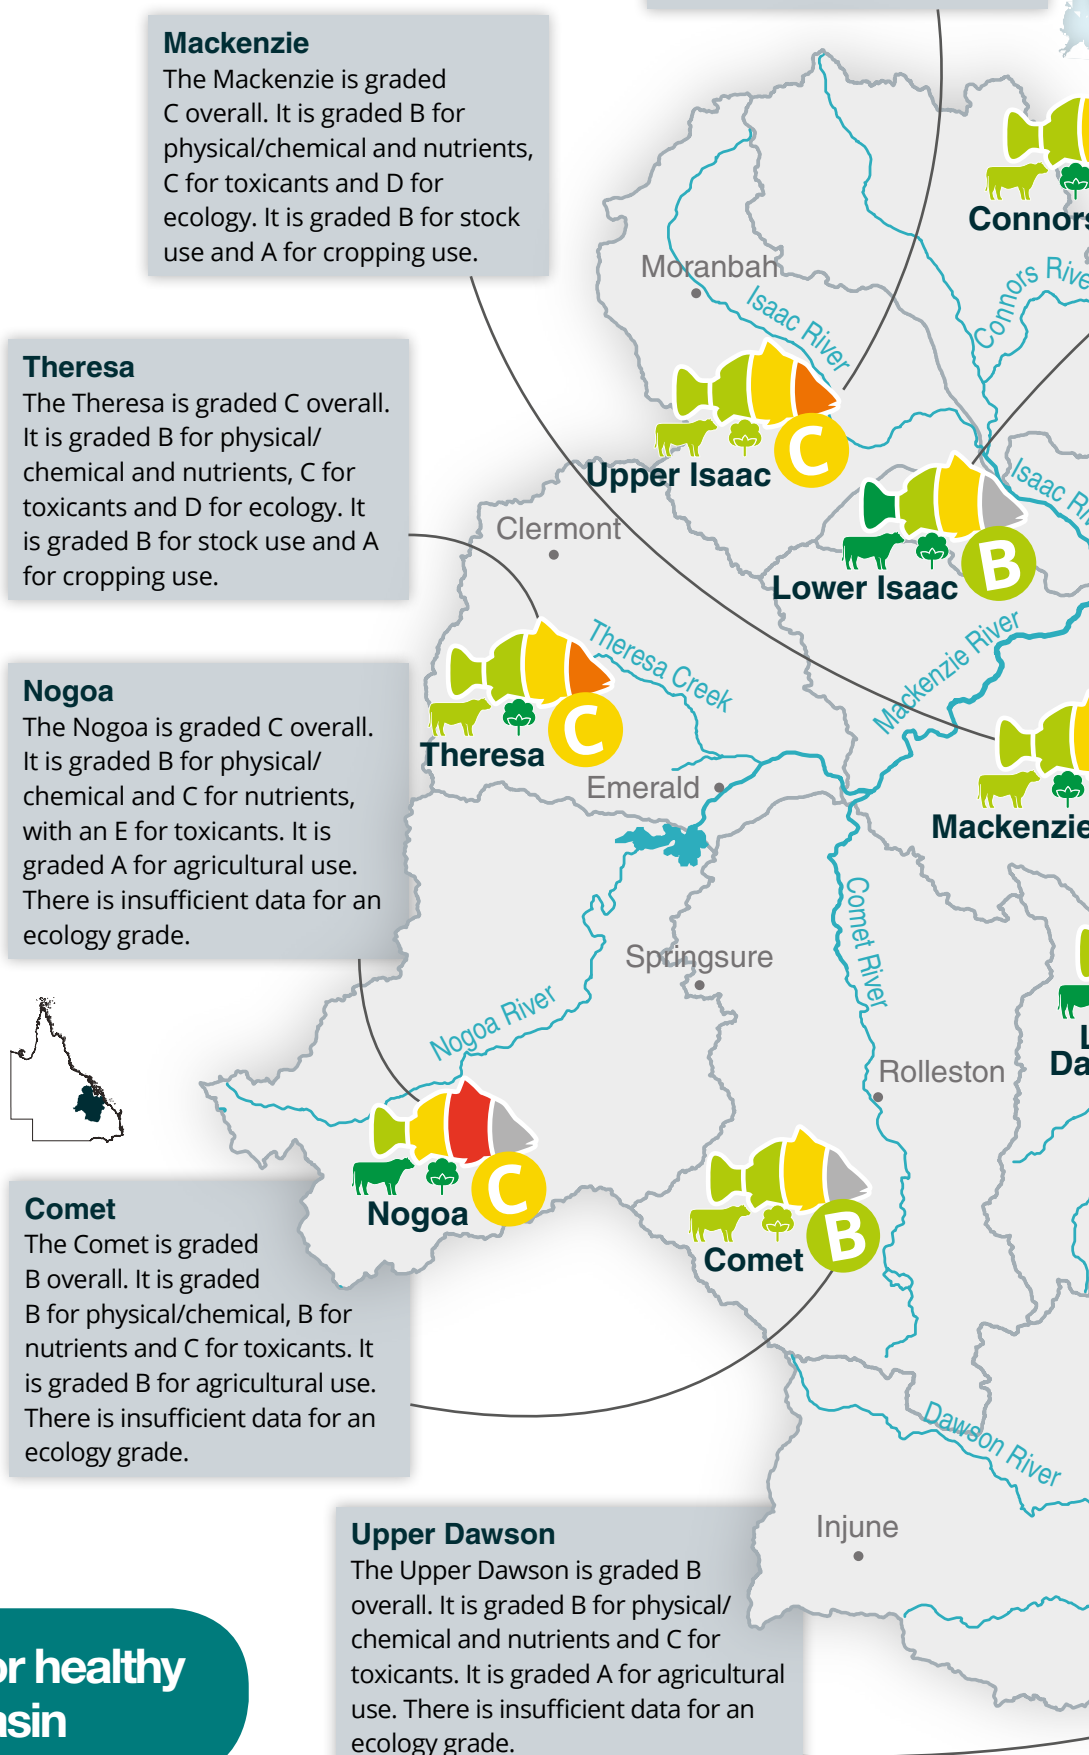 Mackenzie
The Mackenzie is graded
C overall. It is graded B for
physical/chemical and nutrients,
C for toxicants and D for
ecology. It is graded B for stock
use and A for cropping use.
Connors
Connors River
Moranbah
Isaac River
Theresa
The Theresa is graded C overall.
It is graded B for physical/
chemical and nutrients, C for
toxicants and D for ecology. It
is graded B for stock use and A
for cropping use.
C
Upper Isaac
Isaac Ri
Clermont
B
Lower Isaac
Theresa Creek
Mackenzie River
Nogoa
The Nogoa is graded C overall.
It is graded B for physical/
chemical and C for nutrients,
with an E for toxicants. It is
graded A for agricultural use.
There is insufficient data for an
ecology grade.
C
Theresa
Emerald
Mackenzie
Comet River
Springsure
Nogoa River
L
Da
Rolleston
C
Nogoa
B
Comet
Comet
The Comet is graded
B overall. It is graded
B for physical/chemical, B for
nutrients and C for toxicants. It
is graded B for agricultural use.
There is insufficient data for an
ecology grade.
Dawson River
Injune
Upper Dawson
The Upper Dawson is graded B
overall. It is graded B for physical/
chemical and nutrients and C for
toxicants. It is graded A for agricultural
use. There is insufficient data for an
ecology grade.
or healthy
asin